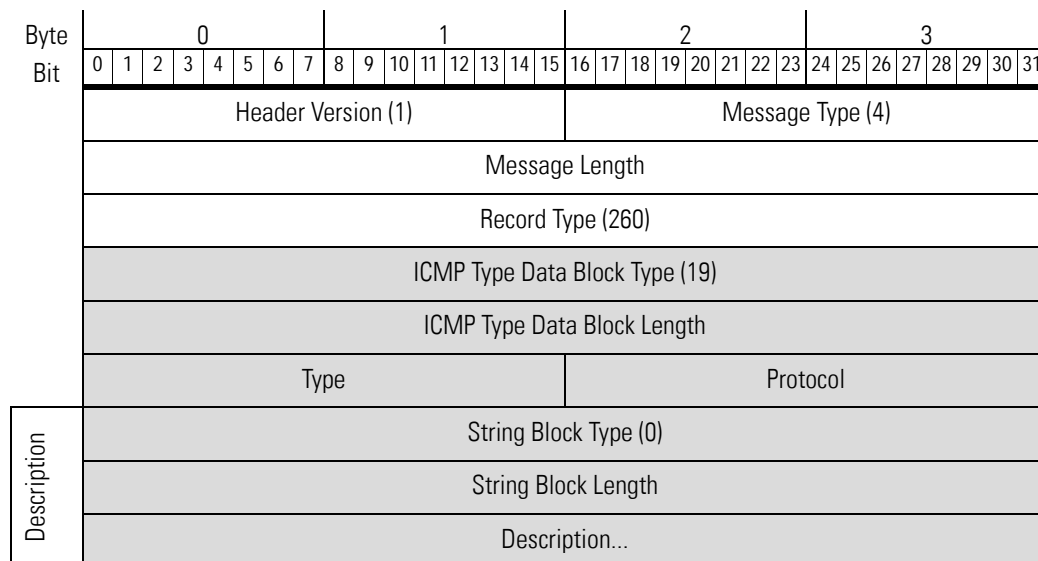 Byte 0 1 2 3
Bit 0 1 2 3 4 5 6 7 8 9 10 11 12 13 14 15 16 17 18 19 20 21 22 23 24 25 26 27 28 29 30 31
Header Version (1) Message Type (4)
Message Length
Record Type (260)
ICMP Type Data Block Type (19)
ICMP Type Data Block Length
Type Protocol
Description
String Block Type (0)
String Block Length
Description...